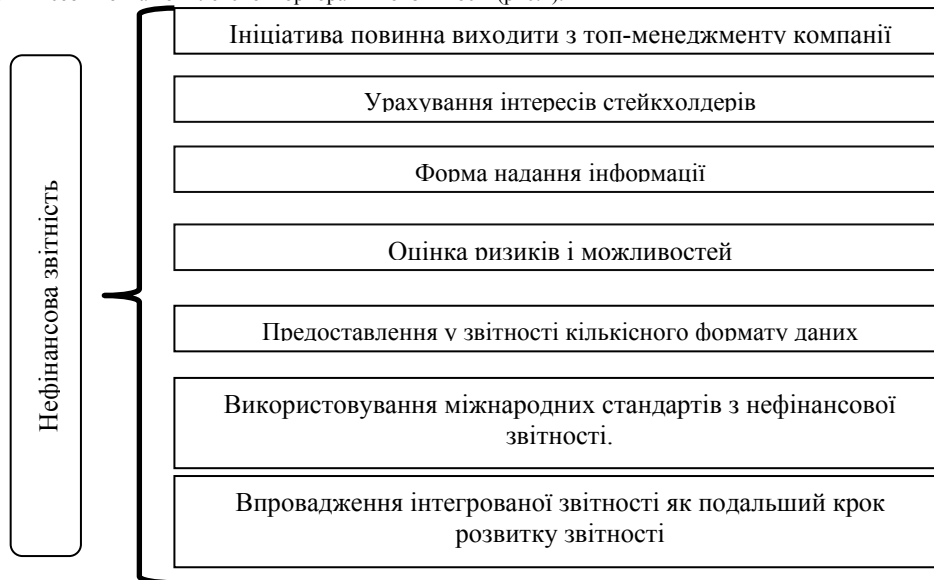 Ініціатива повинна виходити з топ-менеджменту компанії
Урахування інтересів стейкхолдерів
Форма надання інформації
Оцінка ризиків і можливостей
Предоставлення у звітності кількісного формату даних
Використовування міжнародних стандартів з нефінансової
звітності.
Впровадження інтегрованої звітності як подальший крок
розвитку звітності
Нефінансова звітність